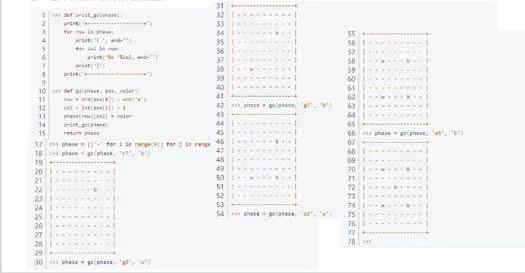 1 >>> def print_go(phase):
2 print("+-------------------+")
3 for row in phase:
4 print('| ', end='')
5 for col in row:
6 print('%s '%col, end='')
7 print('|')
8 print("+-------------------+")
9
10 >>> def go(phase, pos, color):
11 row = ord(pos[0]) - ord('a')
12 col = int(pos[1]) - 1
13 phase[row][col] = color
14 print_go(phase)
15 return phase
17 >>> phase = [['-' for i in range(9)] for j in range
18 >>> phase = go(phase, 'c7', 'b')
19 +-------------------+
20 | - - - - - - - - - |
21 | - - - - - - - - - |
22 | - - - - - - b - - |
23 | - - - - - - - - - |
24 | - - - - - - - - - |
25 | - - - - - - - - - |
26 | - - - - - - - - - |
27 | - - - - - - - - - |
28 | - - - - - - - - - |
29 +-------------------+
30 >>> phase = go(phase, 'g3', 'w')
31 +-------------------+
32 | - - - - - - - - - |
33 | - - - - - - - - - |
34 | - - - - - - b - - |
35 | - - - - - - - - - |
36 | - - - - - - - - - |
37 | - - - - - - - - - |
38 | - - w - - - - - - |
39 | - - - - - - - - - |
40 | - - - - - - - - - |
41 +-------------------+
42 >>> phase = go(phase, 'g7', 'b')
43 +-------------------+
44 | - - - - - - - - - |
45 | - - - - - - - - - |
46 | - - - - - - b - - |
47 | - - - - - - - - - |
48 | - - - - - - - - - |
49 | - - - - - - - - - |
50 | - - w - - - b - - |
51 | - - - - - - - - - |
52 | - - - - - - - - - |
53 +-------------------+
54 >>> phase = go(phase, 'c3', 'w')
55 +-------------------+
56 | - - - - - - - - - |
57 | - - - - - - - - - |
58 | - - w - - - b - - |
59 | - - - - - - - - - |
60 | - - - - - - - - - |
61 | - - - - - - - - - |
62 | - - w - - - b - - |
63 | - - - - - - - - - |
64 | - - - - - - - - - |
65 +-------------------+
66 >>> phase = go(phase, 'e5', 'b')
67 +-------------------+
68 | - - - - - - - - - |
69 | - - - - - - - - - |
70 | - - w - - - b - - |
71 | - - - - - - - - - |
72 | - - - - b - - - - |
73 | - - - - - - - - - |
74 | - - w - - - b - - |
75 | - - - - - - - - - |
76 | - - - - - - - - - |
77 +-------------------+
78 >>>